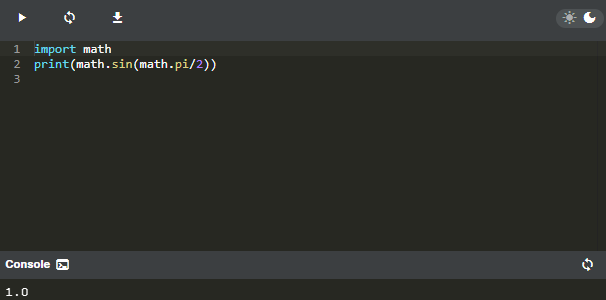 1 import math
2 print(math.sin(math.pi/2))
3
Console
1.0